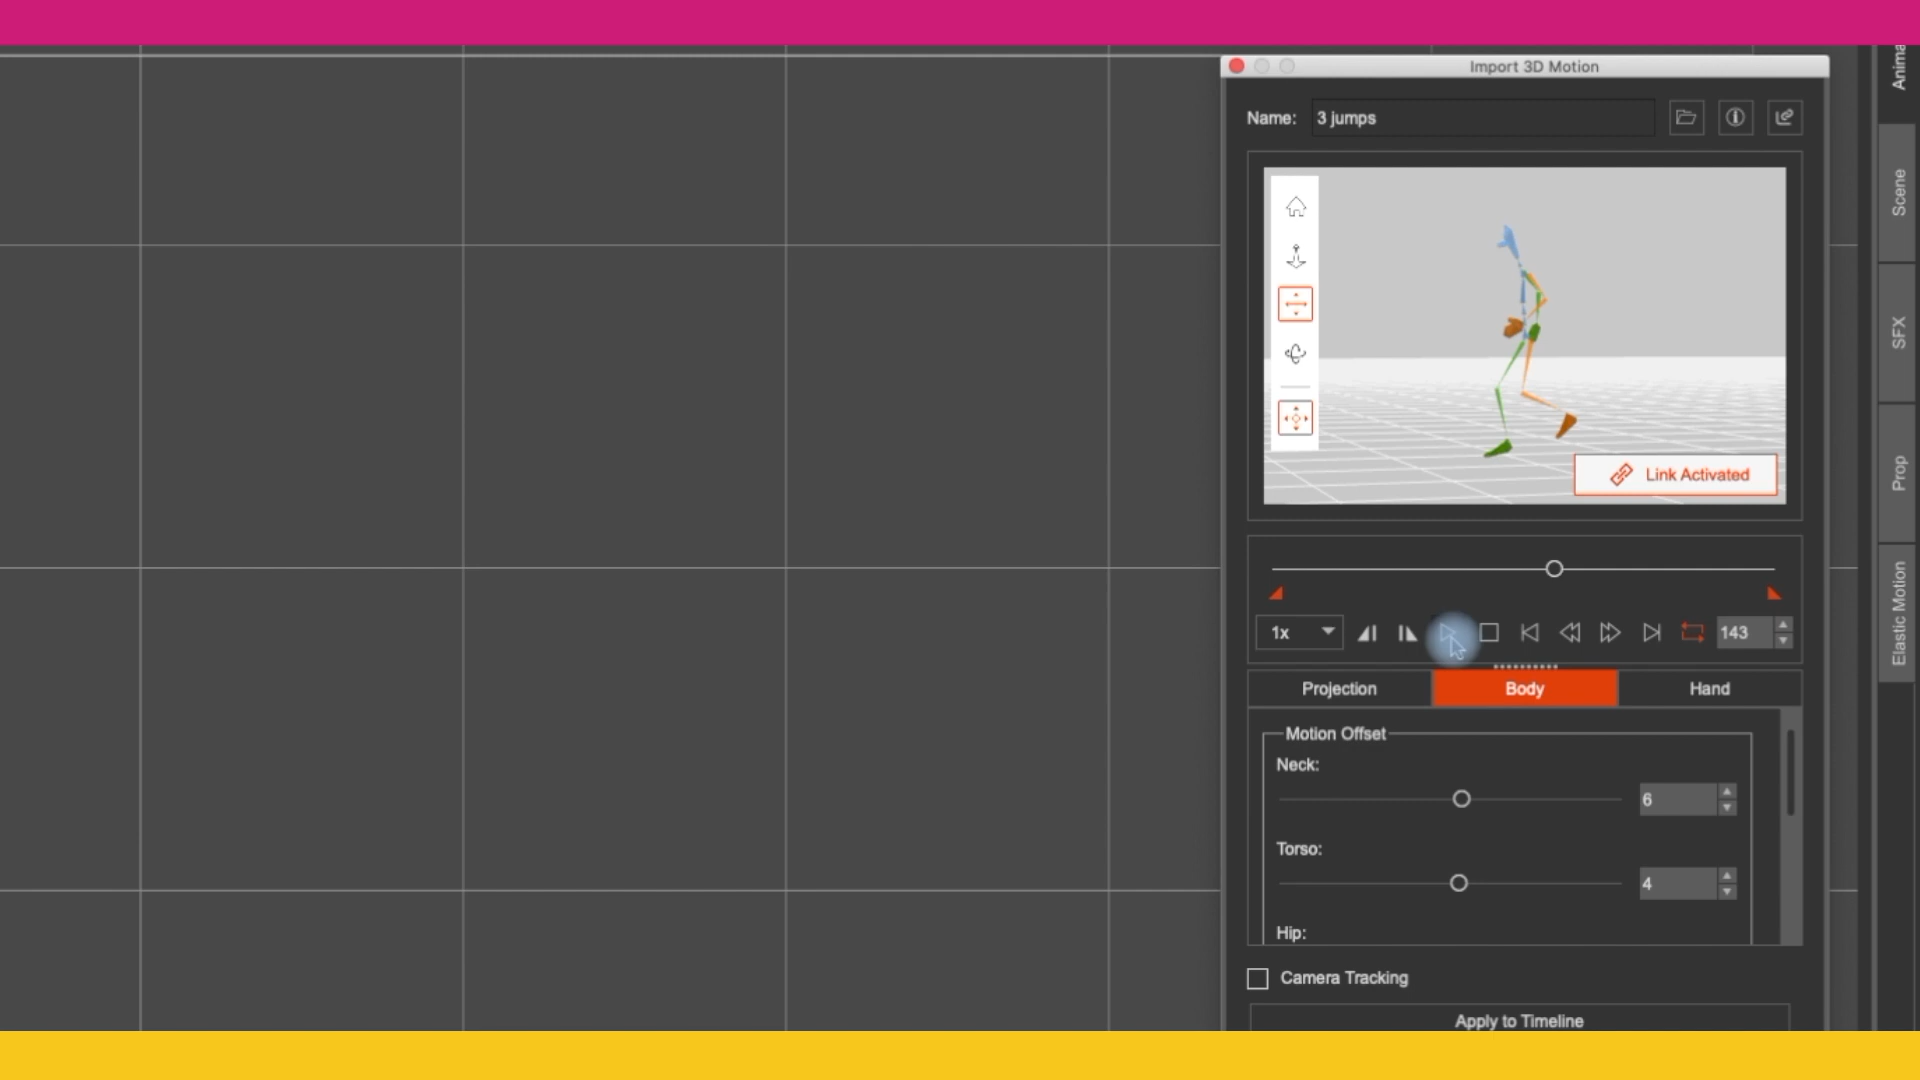 Import 3D Motion
Name: 3 jumps
Link Activated
1x
143
Projection Body Hand
Motion Offset
Neck:
6
Torso:
4
Hip:
Camera Tracking
Apply to Timeline
Scene
SFX
Prop
Elastic Motion